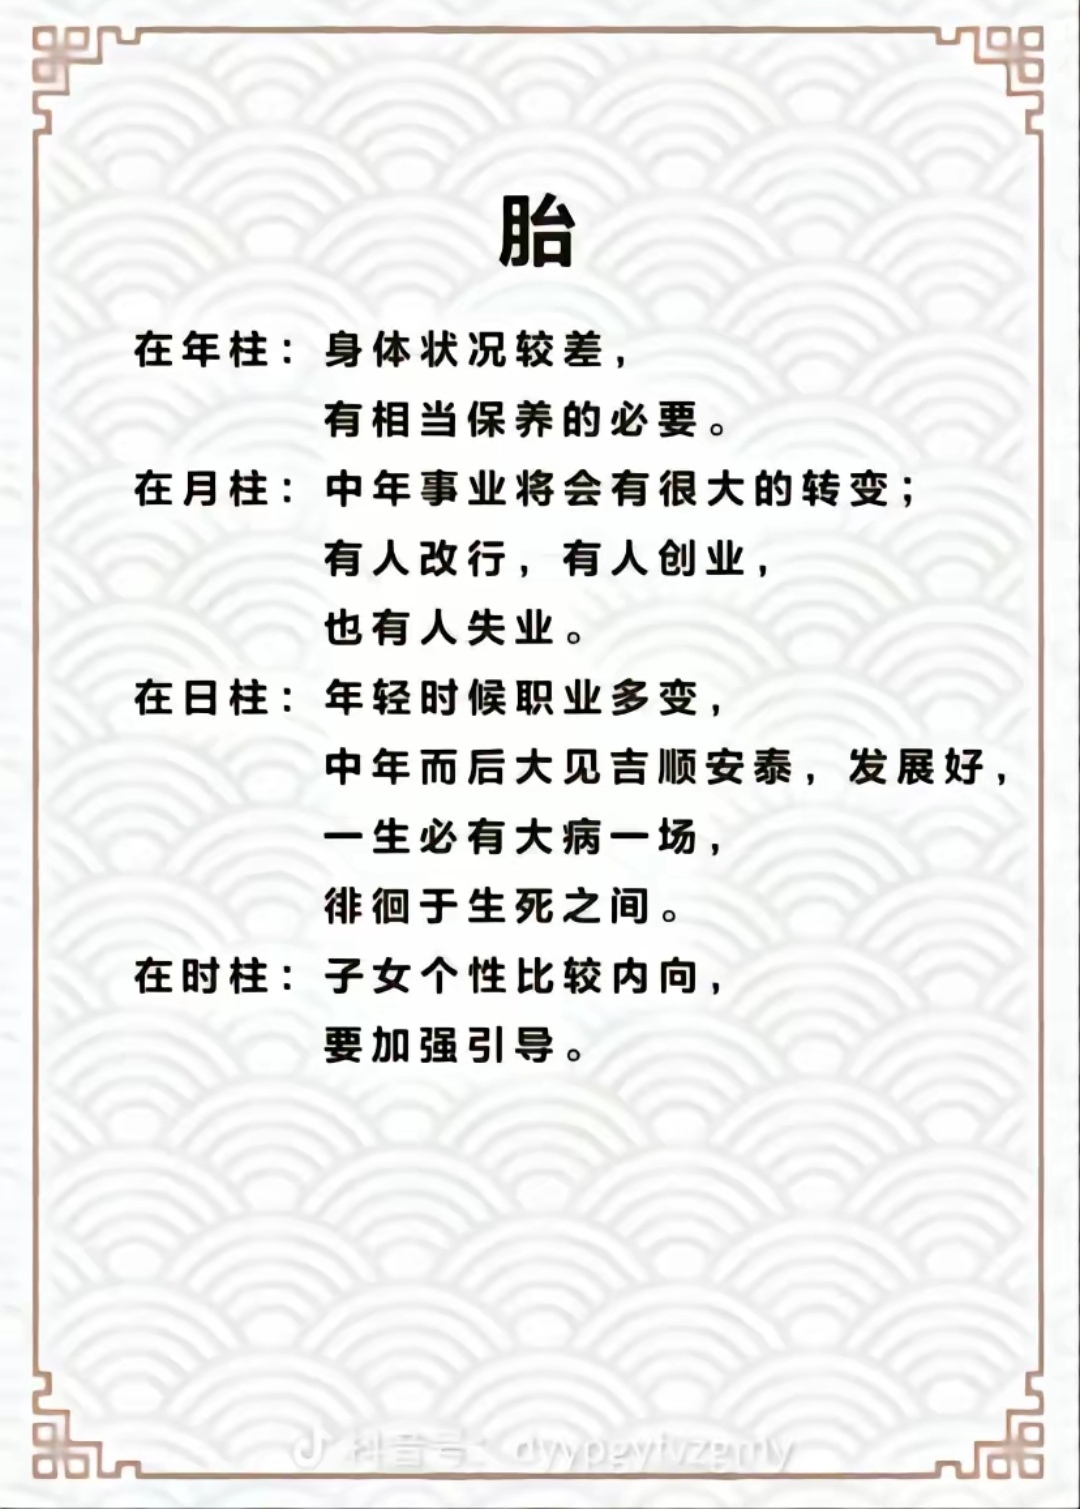 胎
在年柱：身体状况较差，
有相当保养的必要。
在月柱：中年事业将会有很大的转变；
有人改行，有人创业，
也有人失业。
在日柱：年轻时候职业多变，
中年而后大见吉顺安泰，发展好，
一生必有大病一场，
徘徊于生死之间。
在时柱：子女个性比较内向，
要加强引导。
抖音号：